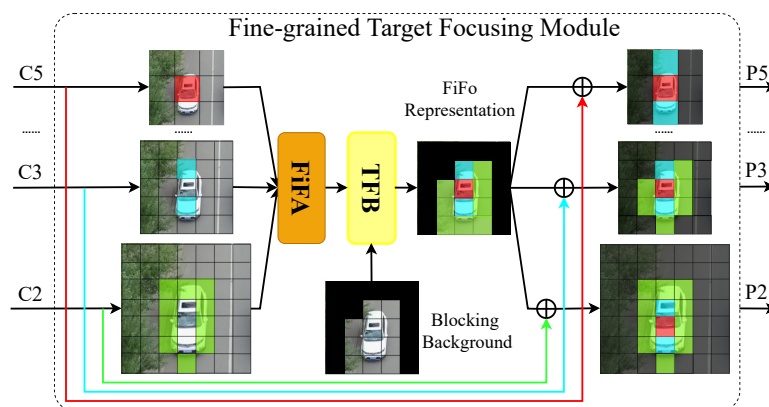 Fine-grained Target Focusing Module
C5
P5
FiFo
Representation
......
......
......
......
C3
P3
FiFA
TFB
C2
P2
Blocking
Background